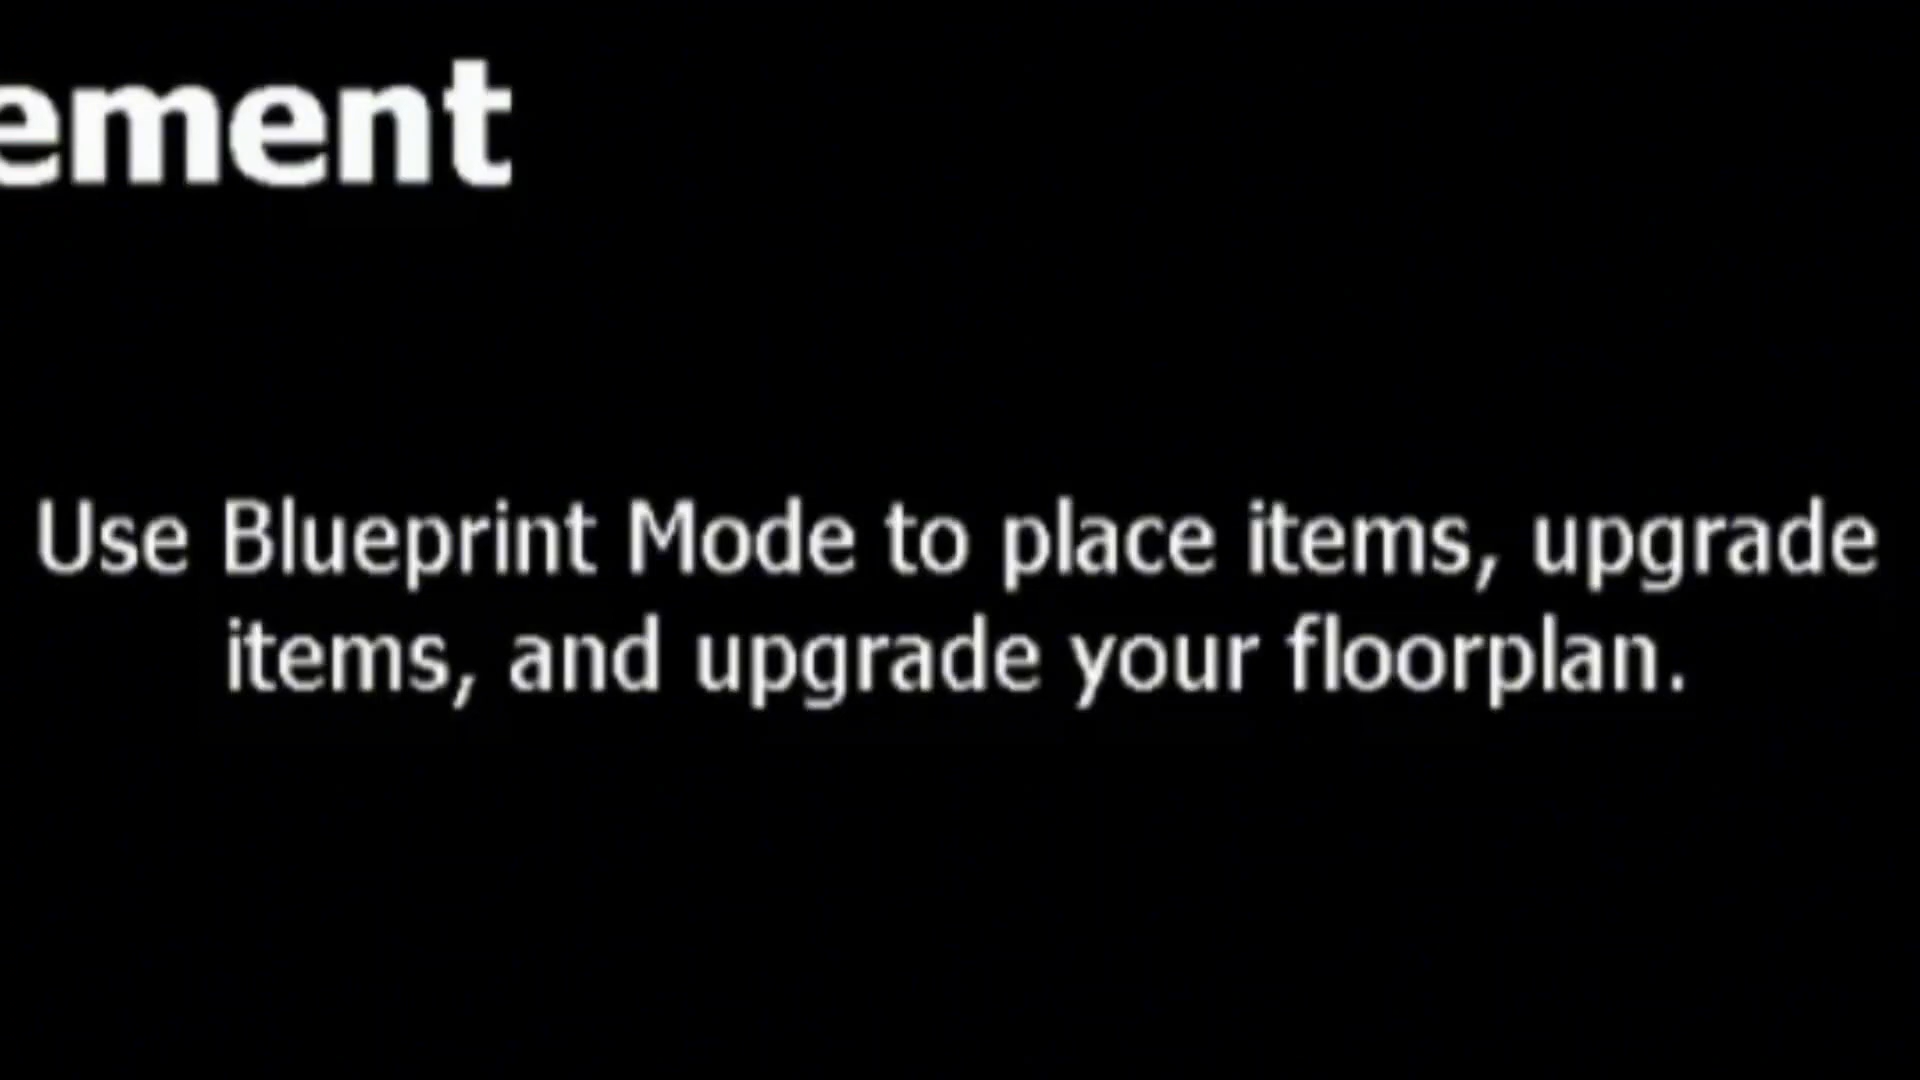 ement
Use Blueprint Mode to place items, upgrade
items, and upgrade your floorplan.